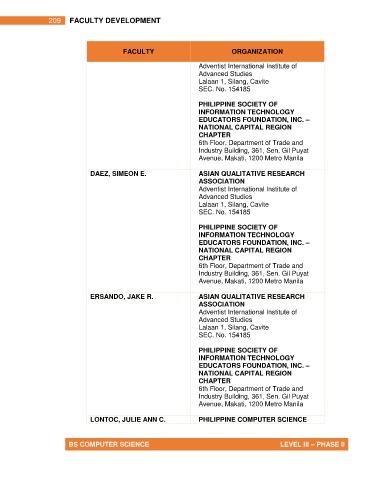 209 FACULTY DEVELOPMENT
FACULTY ORGANIZATION
Adventist International Institute of
Advanced Studies
Lalaan 1, Silang, Cavite
SEC. No. 154185
PHILIPPINE SOCIETY OF
INFORMATION TECHNOLOGY
EDUCATORS FOUNDATION, INC. –
NATIONAL CAPITAL REGION
CHAPTER
6th Floor, Department of Trade and
Industry Building, 361, Sen. Gil Puyat
Avenue, Makati, 1200 Metro Manila
DAEZ, SIMEON E. ASIAN QUALITATIVE RESEARCH
ASSOCIATION
Adventist International Institute of
Advanced Studies
Lalaan 1, Silang, Cavite
SEC. No. 154185
PHILIPPINE SOCIETY OF
INFORMATION TECHNOLOGY
EDUCATORS FOUNDATION, INC. –
NATIONAL CAPITAL REGION
CHAPTER
6th Floor, Department of Trade and
Industry Building, 361, Sen. Gil Puyat
Avenue, Makati, 1200 Metro Manila
ERSANDO, JAKE R. ASIAN QUALITATIVE RESEARCH
ASSOCIATION
Adventist International Institute of
Advanced Studies
Lalaan 1, Silang, Cavite
SEC. No. 154185
PHILIPPINE SOCIETY OF
INFORMATION TECHNOLOGY
EDUCATORS FOUNDATION, INC. –
NATIONAL CAPITAL REGION
CHAPTER
6th Floor, Department of Trade and
Industry Building, 361, Sen. Gil Puyat
Avenue, Makati, 1200 Metro Manila
LONTOC, JULIE ANN C. PHILIPPINE COMPUTER SCIENCE
BS COMPUTER SCIENCE LEVEL III – PHASE II